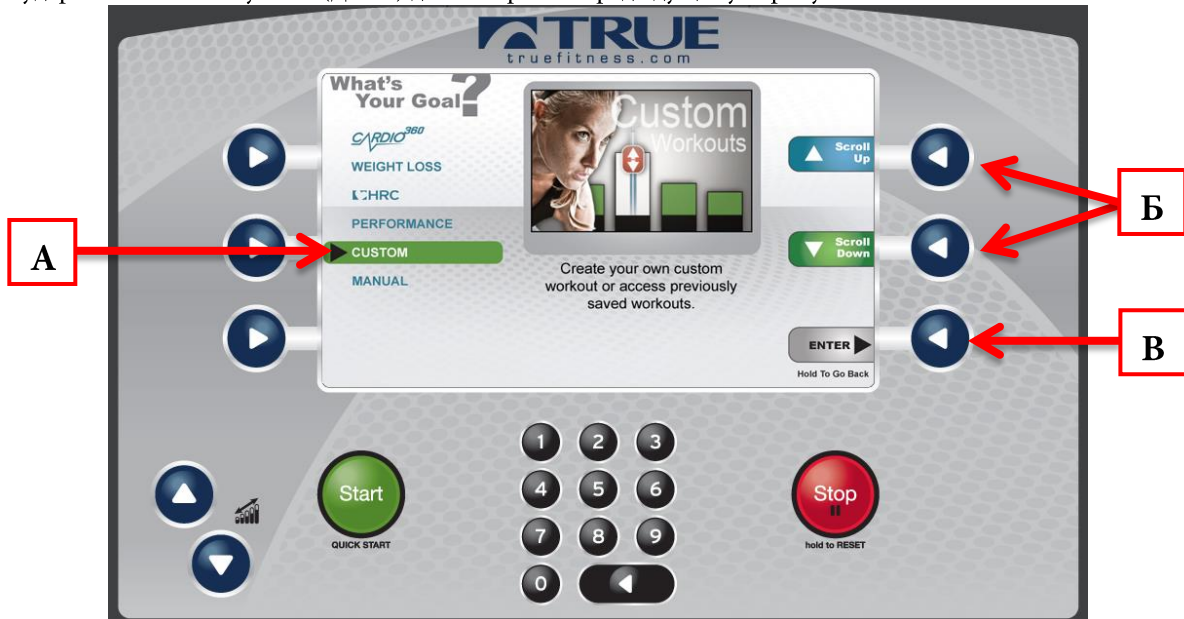 TRUE
truefitness.com
What's
Your Goal?
CARDIO360
WEIGHT LOSS
HRC
PERFORMANCE
CUSTOM
MANUAL
Custom
Workouts
Create your own custom
workout or access previously
saved workouts.
Scroll
Up
Scroll
Down
ENTER
Hold To Go Back
А
Б
В
Start
QUICK START
1 2 3
4 5 6
7 8 9
0
Stop
hold to RESET